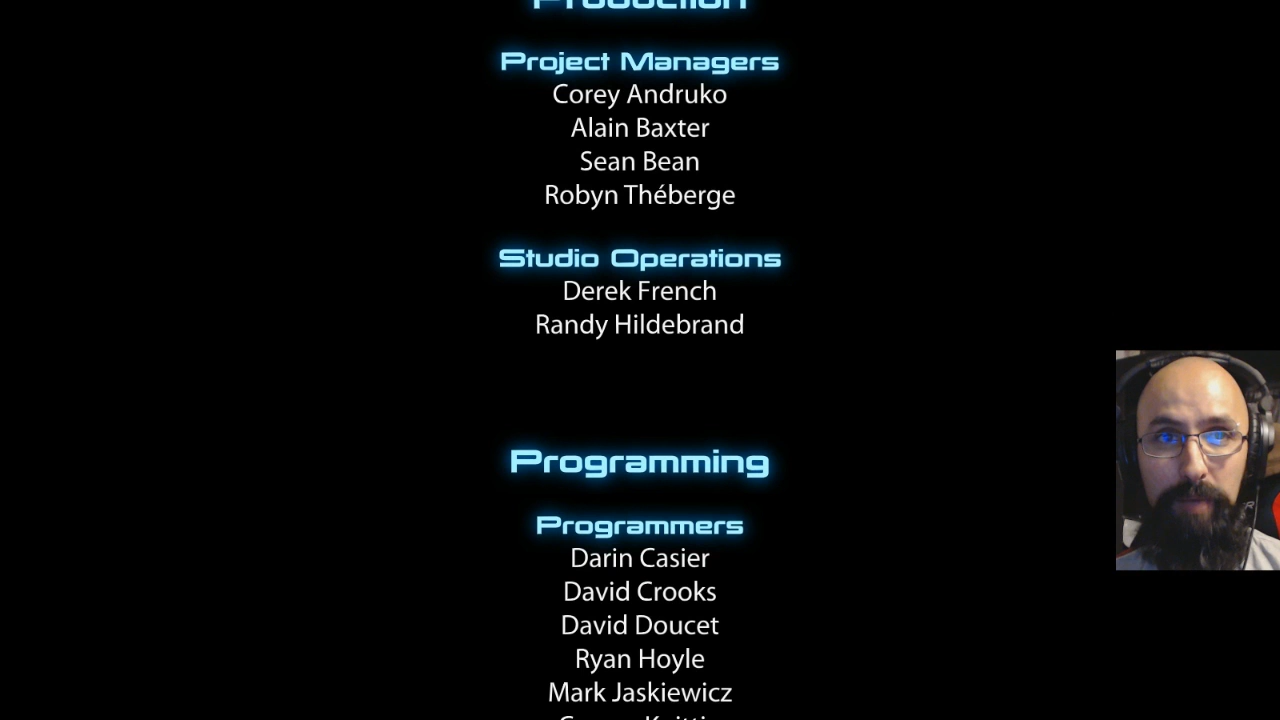 Production
Project Managers
Corey Andruko
Alain Baxter
Sean Bean
Robyn Théberge
Studio Operations
Derek French
Randy Hildebrand
Programming
Programmers
Darin Casier
David Crooks
David Doucet
Ryan Hoyle
Mark Jaskiewicz